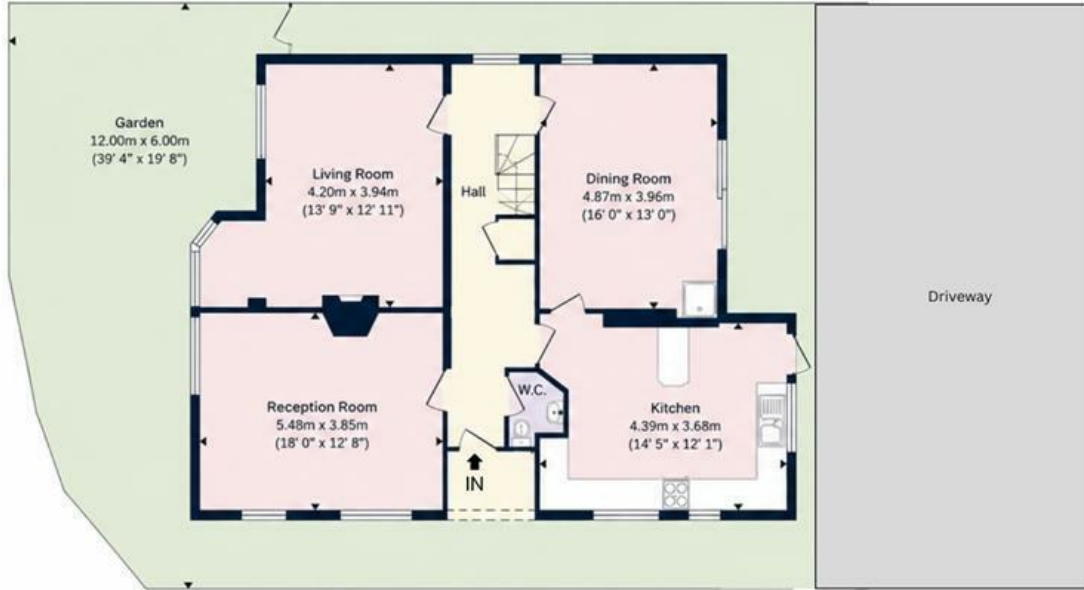 Garden
12.00m x 6.00m
(39' 4" x 19' 8")
Living Room
4.20m x 3.94m
(13' 9" x 12' 11")
Hall
Dining Room
4.87m x 3.96m
(16' 0" x 13' 0")
Driveway
Reception Room
5.48m x 3.85m
(18' 0" x 12' 8")
W.C.
Kitchen
4.39m x 3.68m
(14' 5" x 12' 1")
IN